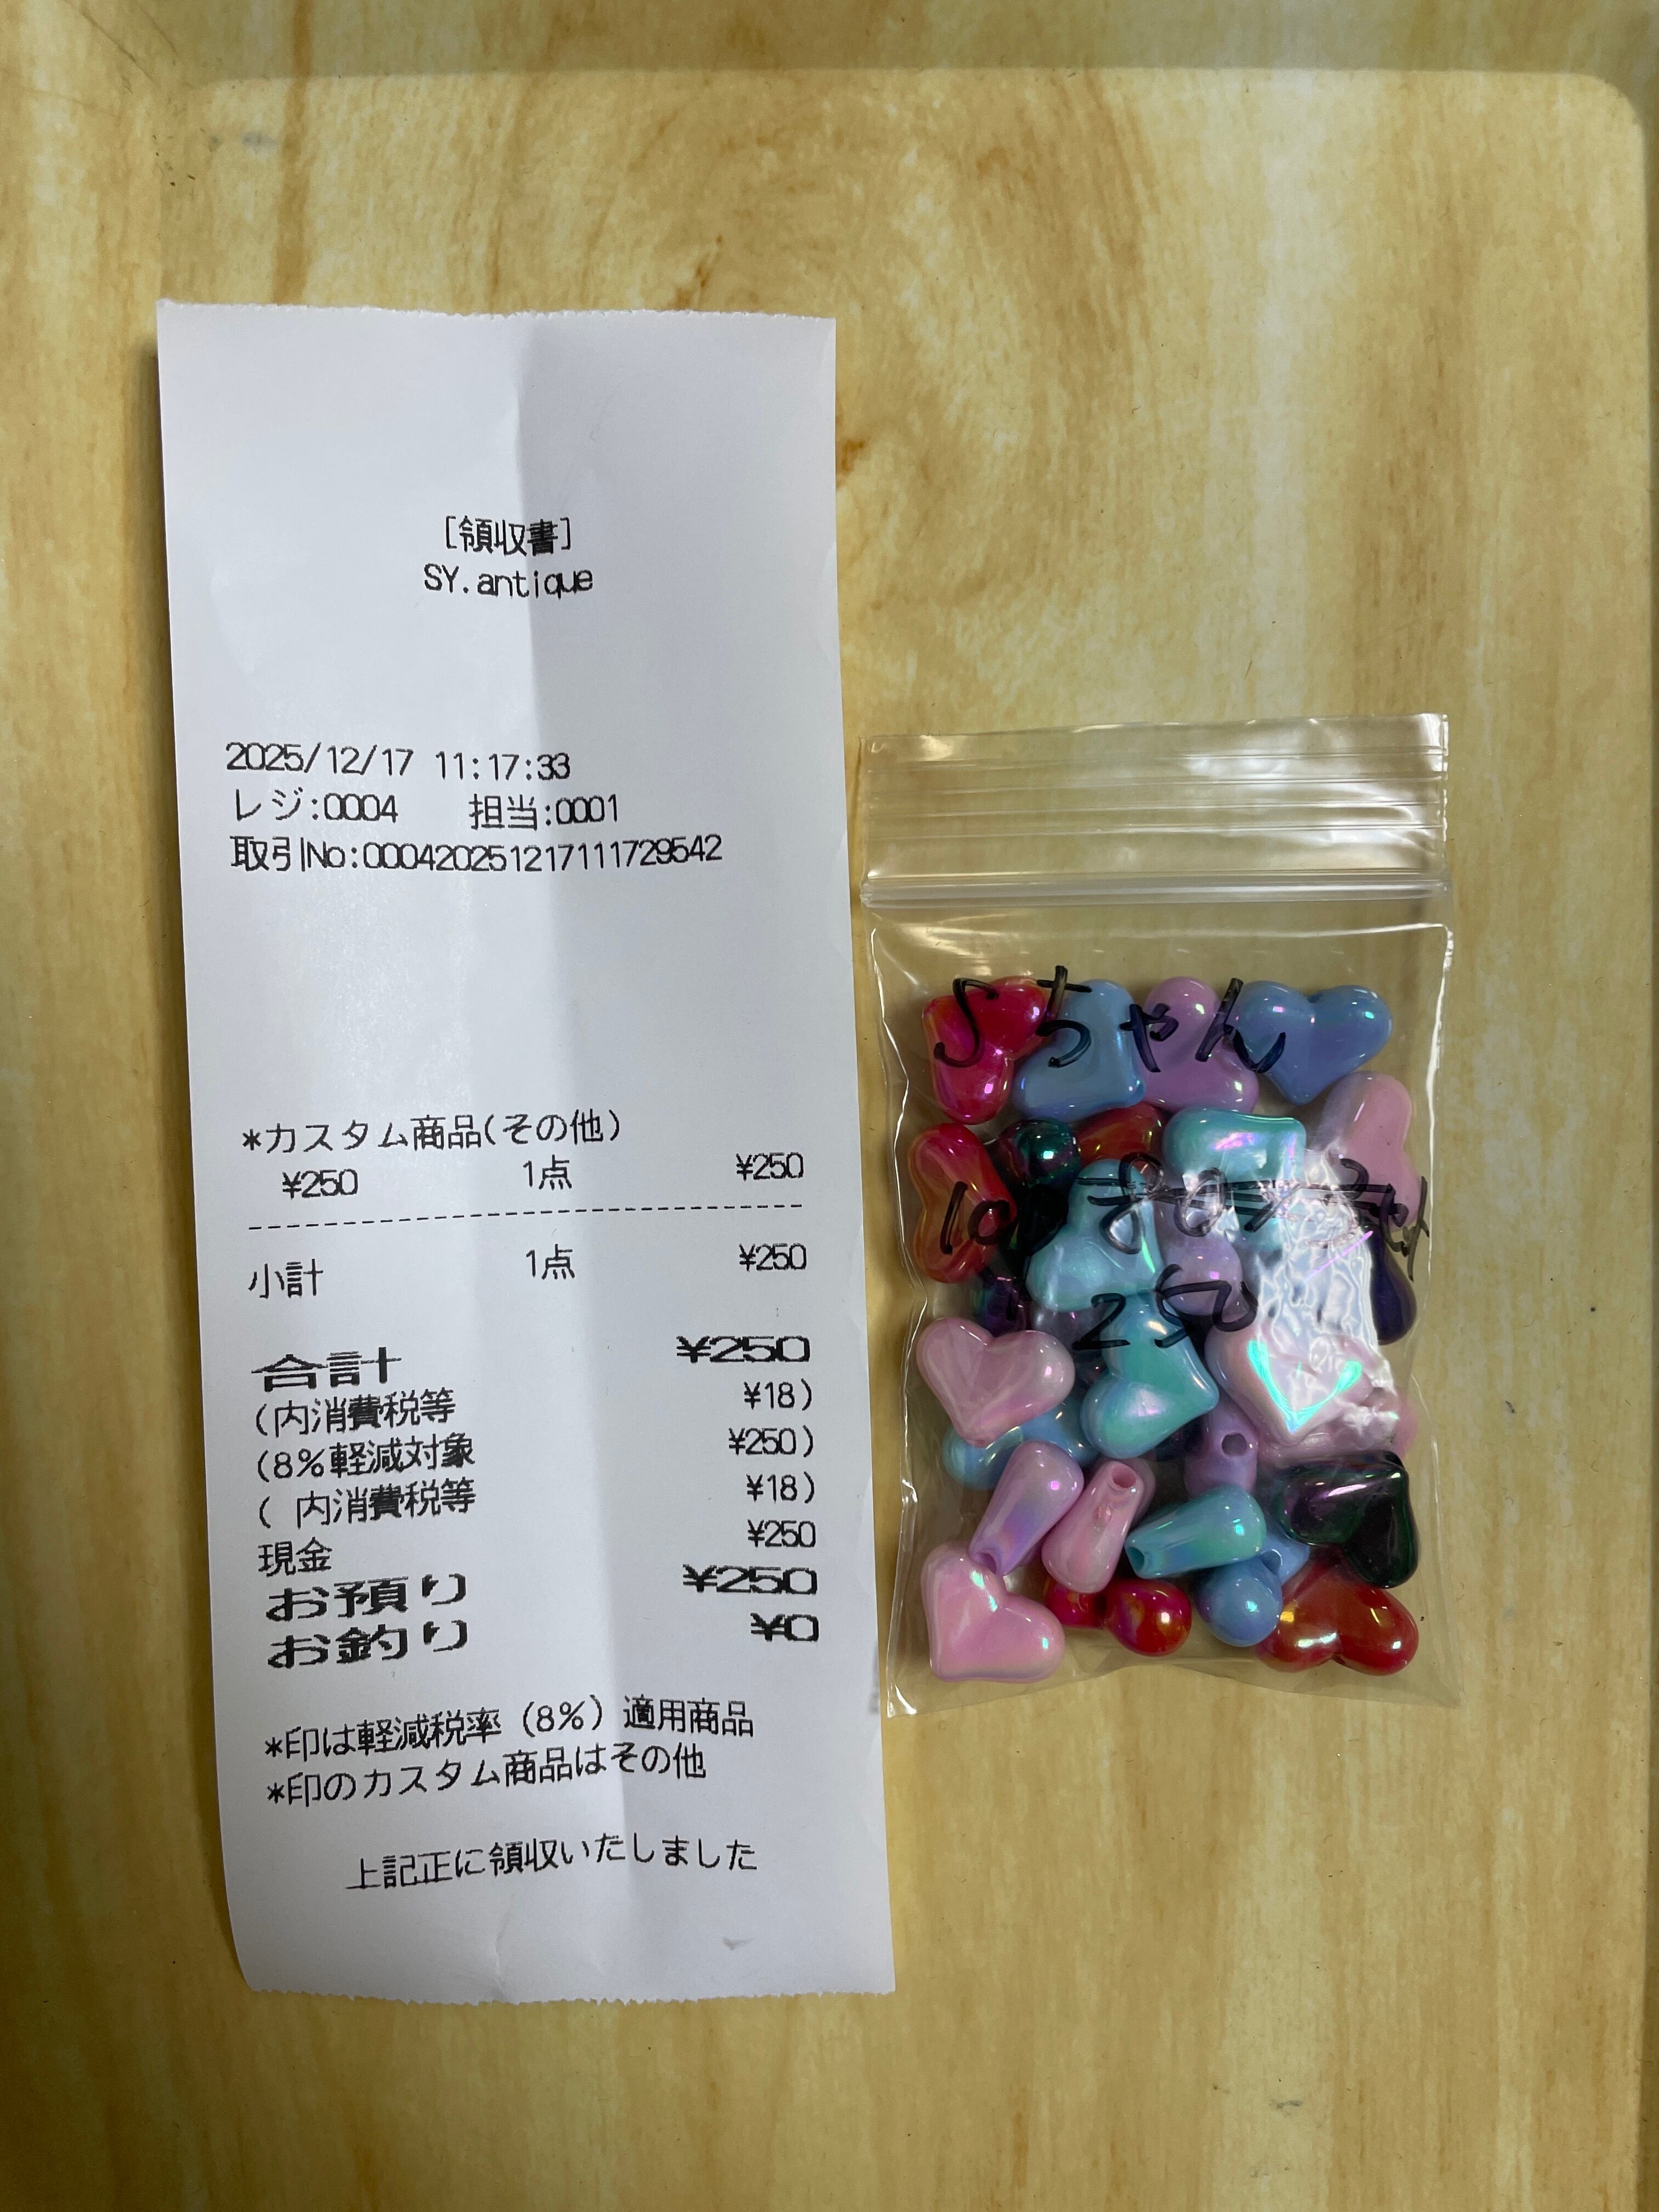 [領収書]
SY.antique
2025/12/17 11:17:33
レジ:0004 担当:0001
取引No:00042025121711729542
*カスタム商品(その他)
¥250 1点 ¥250
小計 1点 ¥250
合計 ¥250
(内消費税等 ¥18)
(8%軽減対象 ¥250)
( 内消費税等 ¥18)
現金 ¥250
お預り ¥250
お釣り ¥0
*印は軽減税率(8%)適用商品
*印のカスタム商品はその他
上記正に領収いたしました
Sちゃん
250